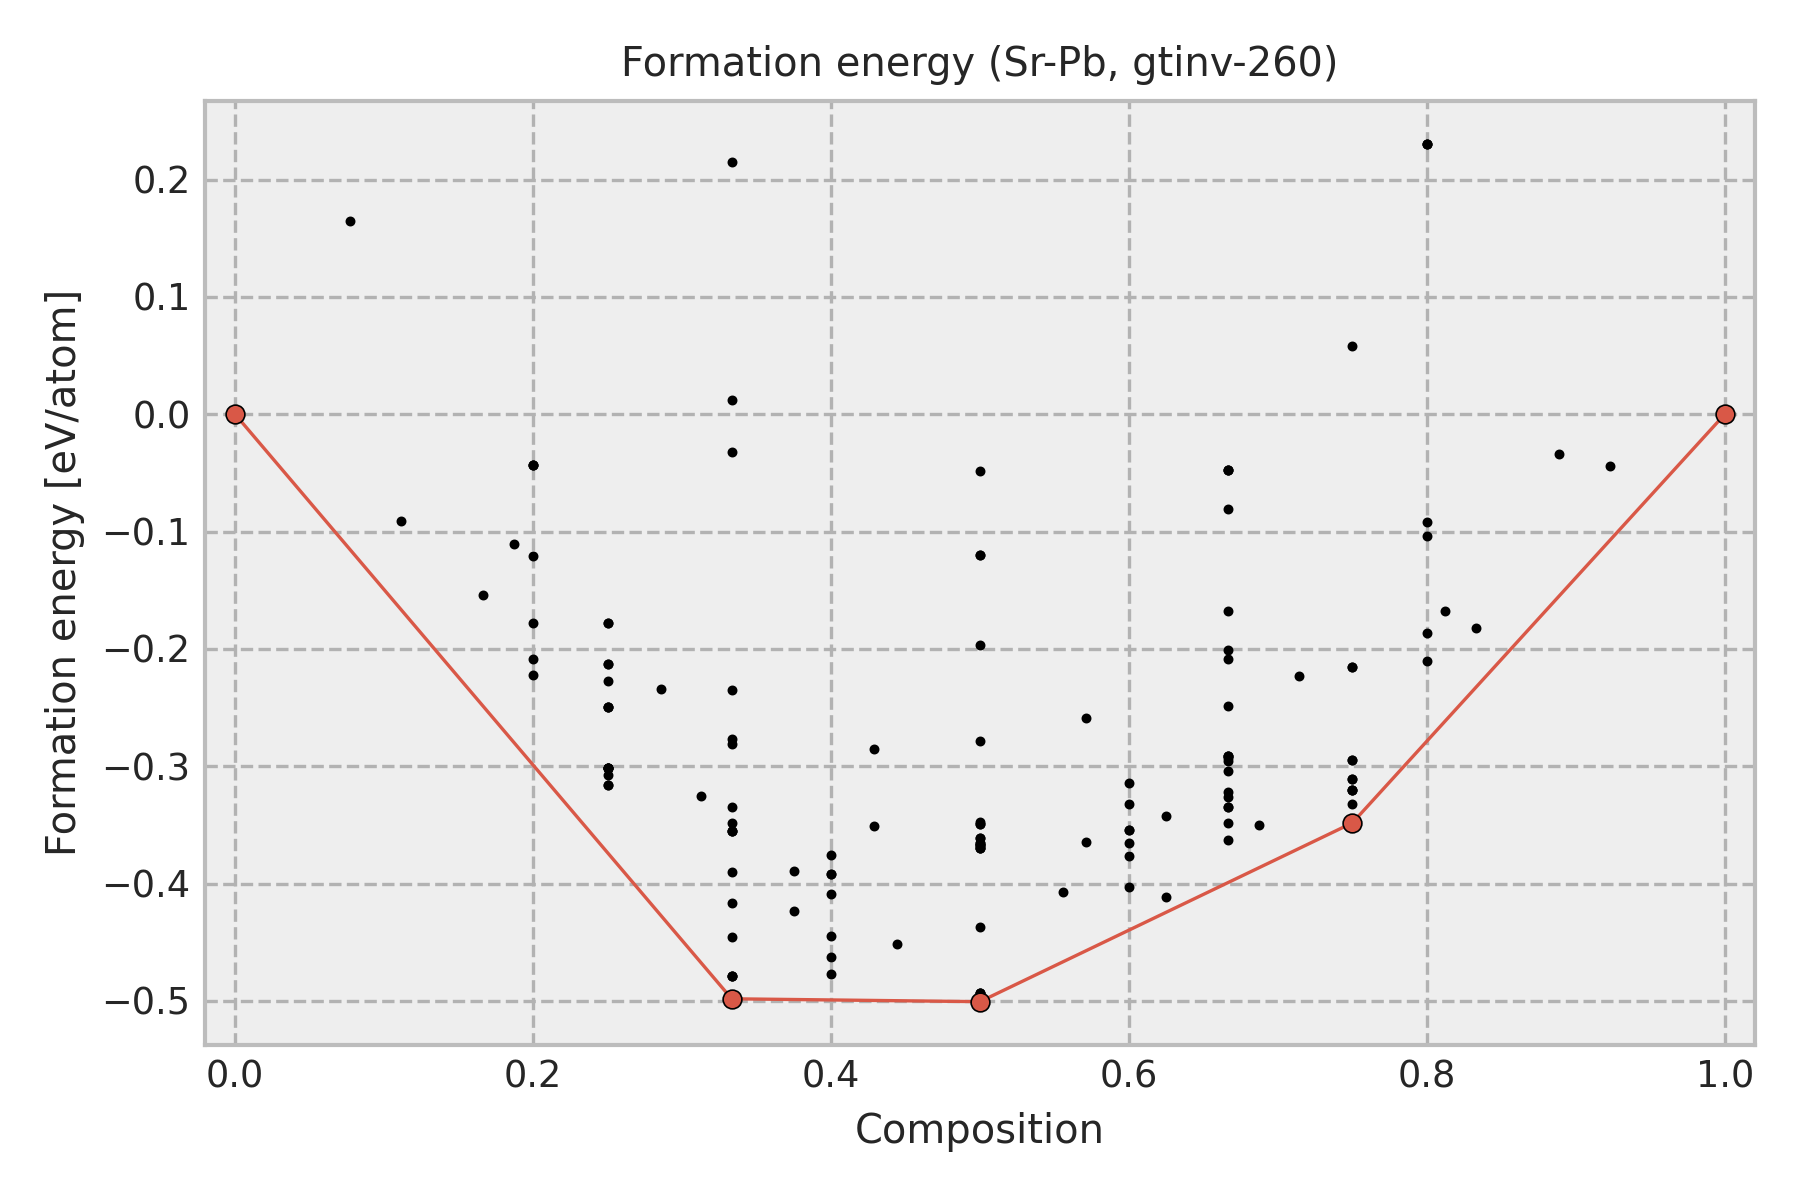 Formation energy (Sr-Pb, gtinv-260)
Formation energy [eV/atom]
0.2
0.1
0.0
−0.1
−0.2
−0.3
−0.4
−0.5
0.0 0.2 0.4 0.6 0.8 1.0
Composition